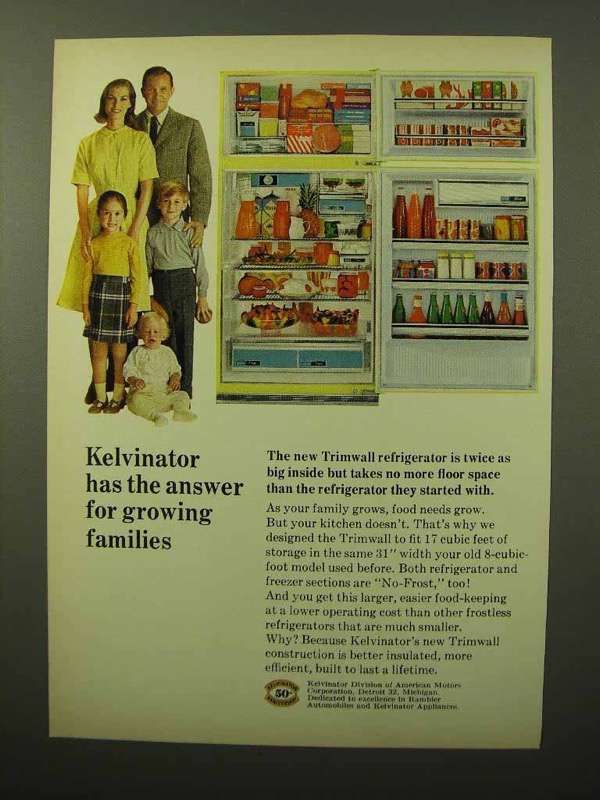 Kelvinator
has the answer
for growing
families
The new Trimwall refrigerator is twice as
big inside but takes no more floor space
than the refrigerator they started with.
As your family grows, food needs grow.
But your kitchen doesn't. That's why we
designed the Trimwall to fit 17 cubic feet of
storage in the same 31" width your old 8-cubic-
foot model used before. Both refrigerator and
freezer sections are "No-Frost," too!
And you get this larger, easier food-keeping
at a lower operating cost than other frostless
refrigerators that are much smaller.
Why? Because Kelvinator's new Trimwall
construction is better insulated, more
efficient, built to last a lifetime.
50
Kelvinator Division of American Motors
Corporation, Detroit 32, Michigan.
Dedicated to excellence in Rambler
Automobiles and Kelvinator Appliances.